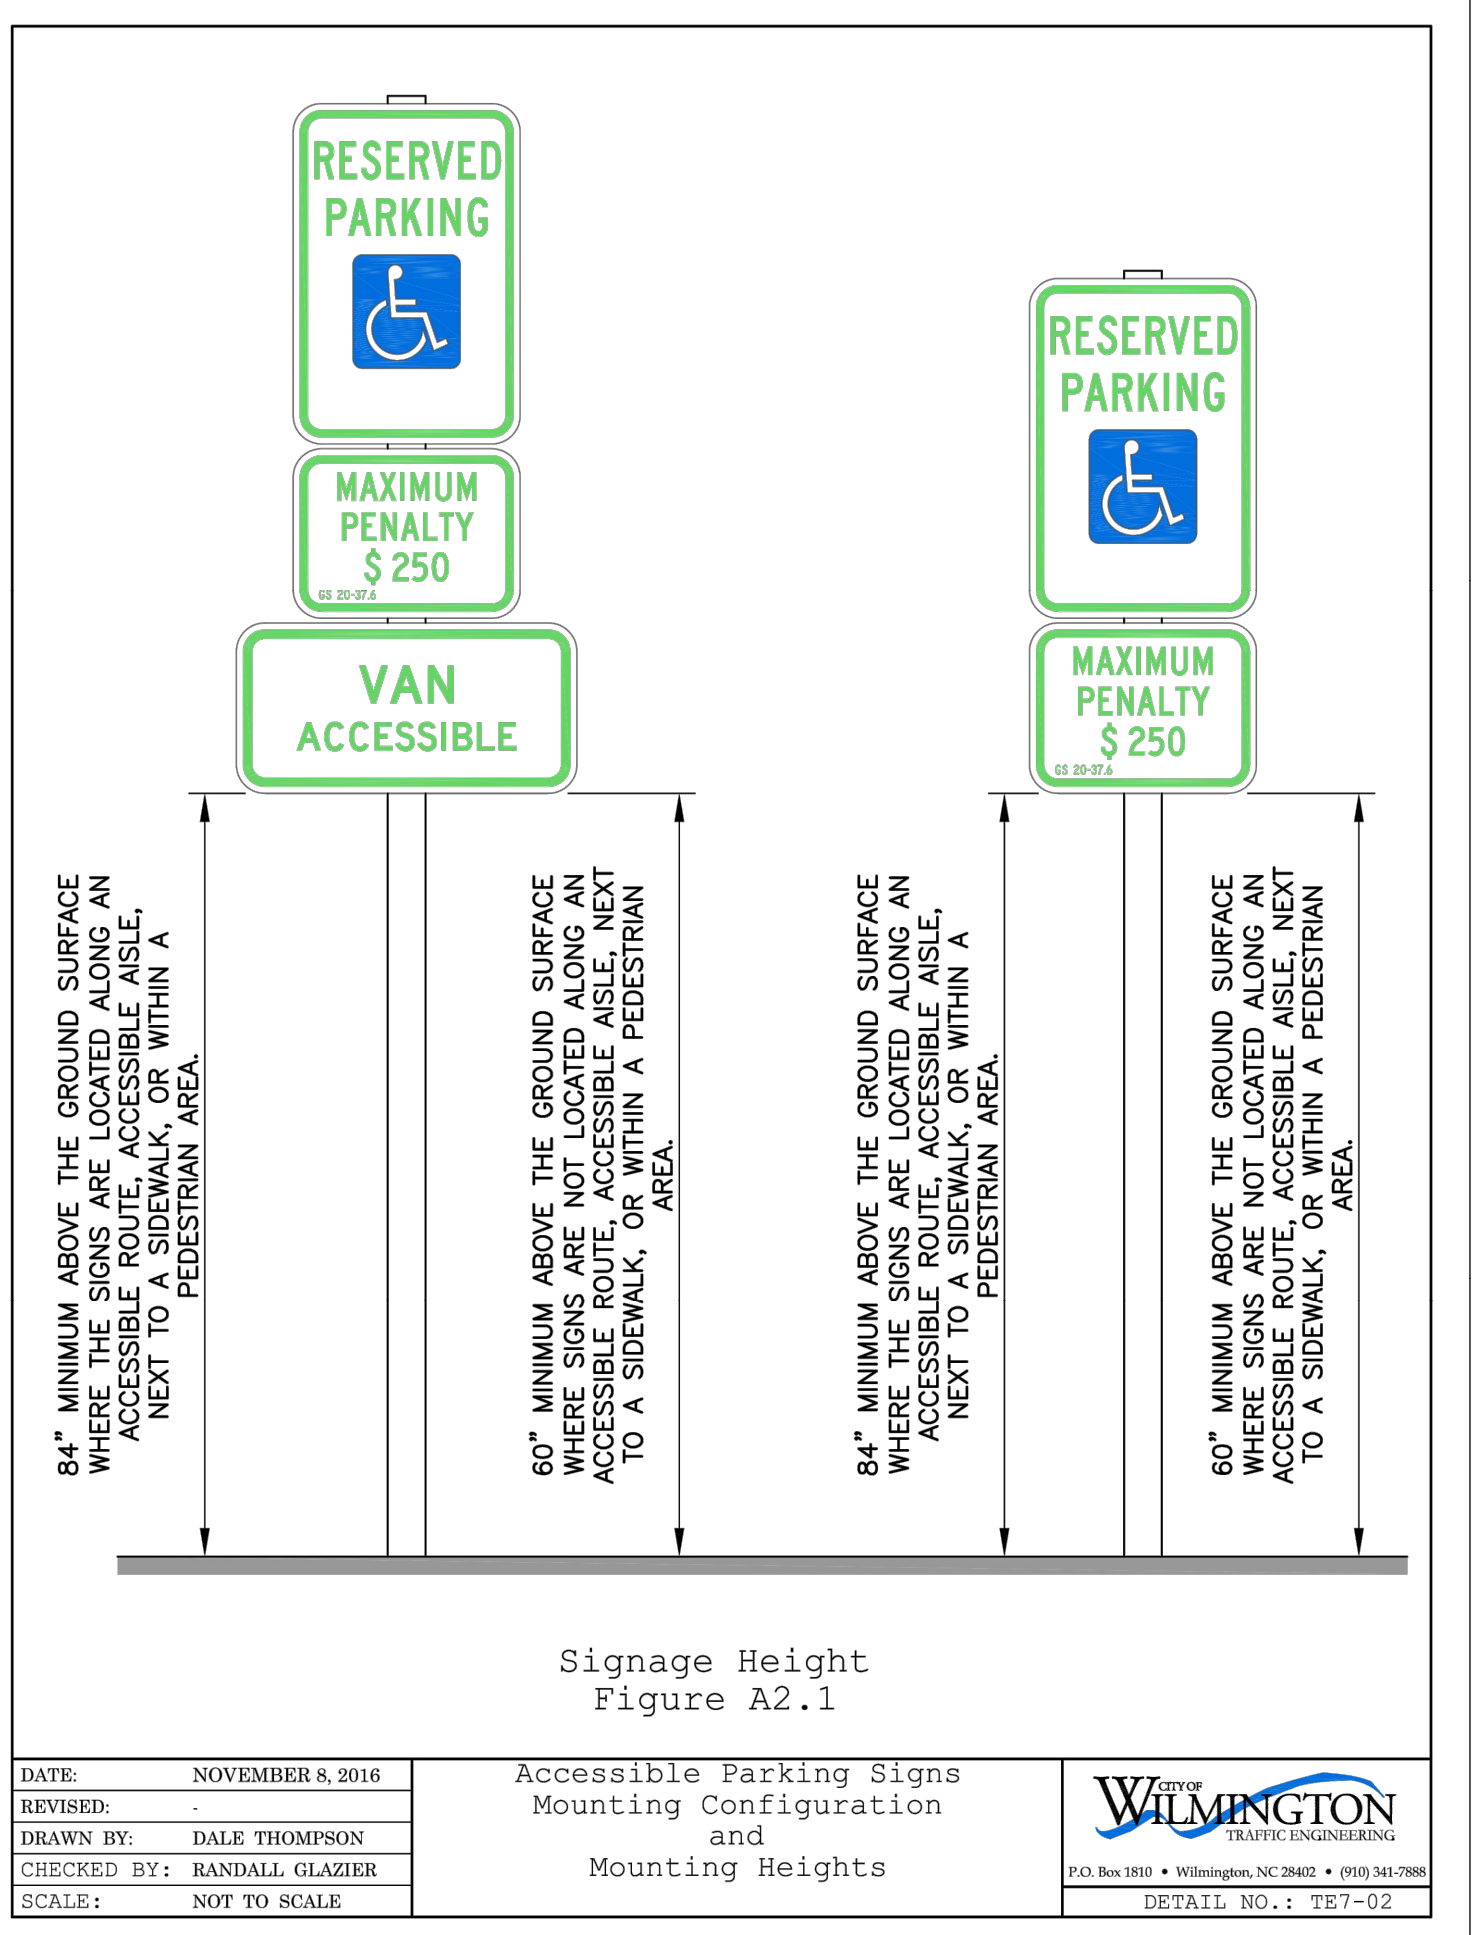 RESERVED
PARKING
MAXIMUM
PENALTY
$ 250
GS 20-37.6
VAN
ACCESSIBLE
RESERVED
PARKING
MAXIMUM
PENALTY
$ 250
GS 20-37.6
84" MINIMUM ABOVE THE GROUND SURFACE
WHERE THE SIGNS ARE LOCATED ALONG AN
ACCESSIBLE ROUTE, ACCESSIBLE AISLE,
NEXT TO A SIDEWALK, OR WITHIN A
PEDESTRIAN AREA.
60" MINIMUM ABOVE THE GROUND SURFACE
WHERE SIGNS ARE NOT LOCATED ALONG AN
ACCESSIBLE ROUTE, ACCESSIBLE AISLE, NEXT
TO A SIDEWALK, OR WITHIN A PEDESTRIAN
AREA.
84" MINIMUM ABOVE THE GROUND SURFACE
WHERE THE SIGNS ARE LOCATED ALONG AN
ACCESSIBLE ROUTE, ACCESSIBLE AISLE,
NEXT TO A SIDEWALK, OR WITHIN A
PEDESTRIAN AREA.
60" MINIMUM ABOVE THE GROUND SURFACE
WHERE SIGNS ARE NOT LOCATED ALONG AN
ACCESSIBLE ROUTE, ACCESSIBLE AISLE, NEXT
TO A SIDEWALK, OR WITHIN A PEDESTRIAN
AREA.
Signage Height
Figure A2.1
DATE: NOVEMBER 8, 2016
REVISED: -
DRAWN BY: DALE THOMPSON
CHECKED BY: RANDALL GLAZIER
SCALE: NOT TO SCALE
Accessible Parking Signs
Mounting Configuration
and
Mounting Heights
CITY OF
WILMINGTON
TRAFFIC ENGINEERING
P.O. Box 1810 • Wilmington, NC 28402 • (910) 341-7888
DETAIL NO.: TE7-02